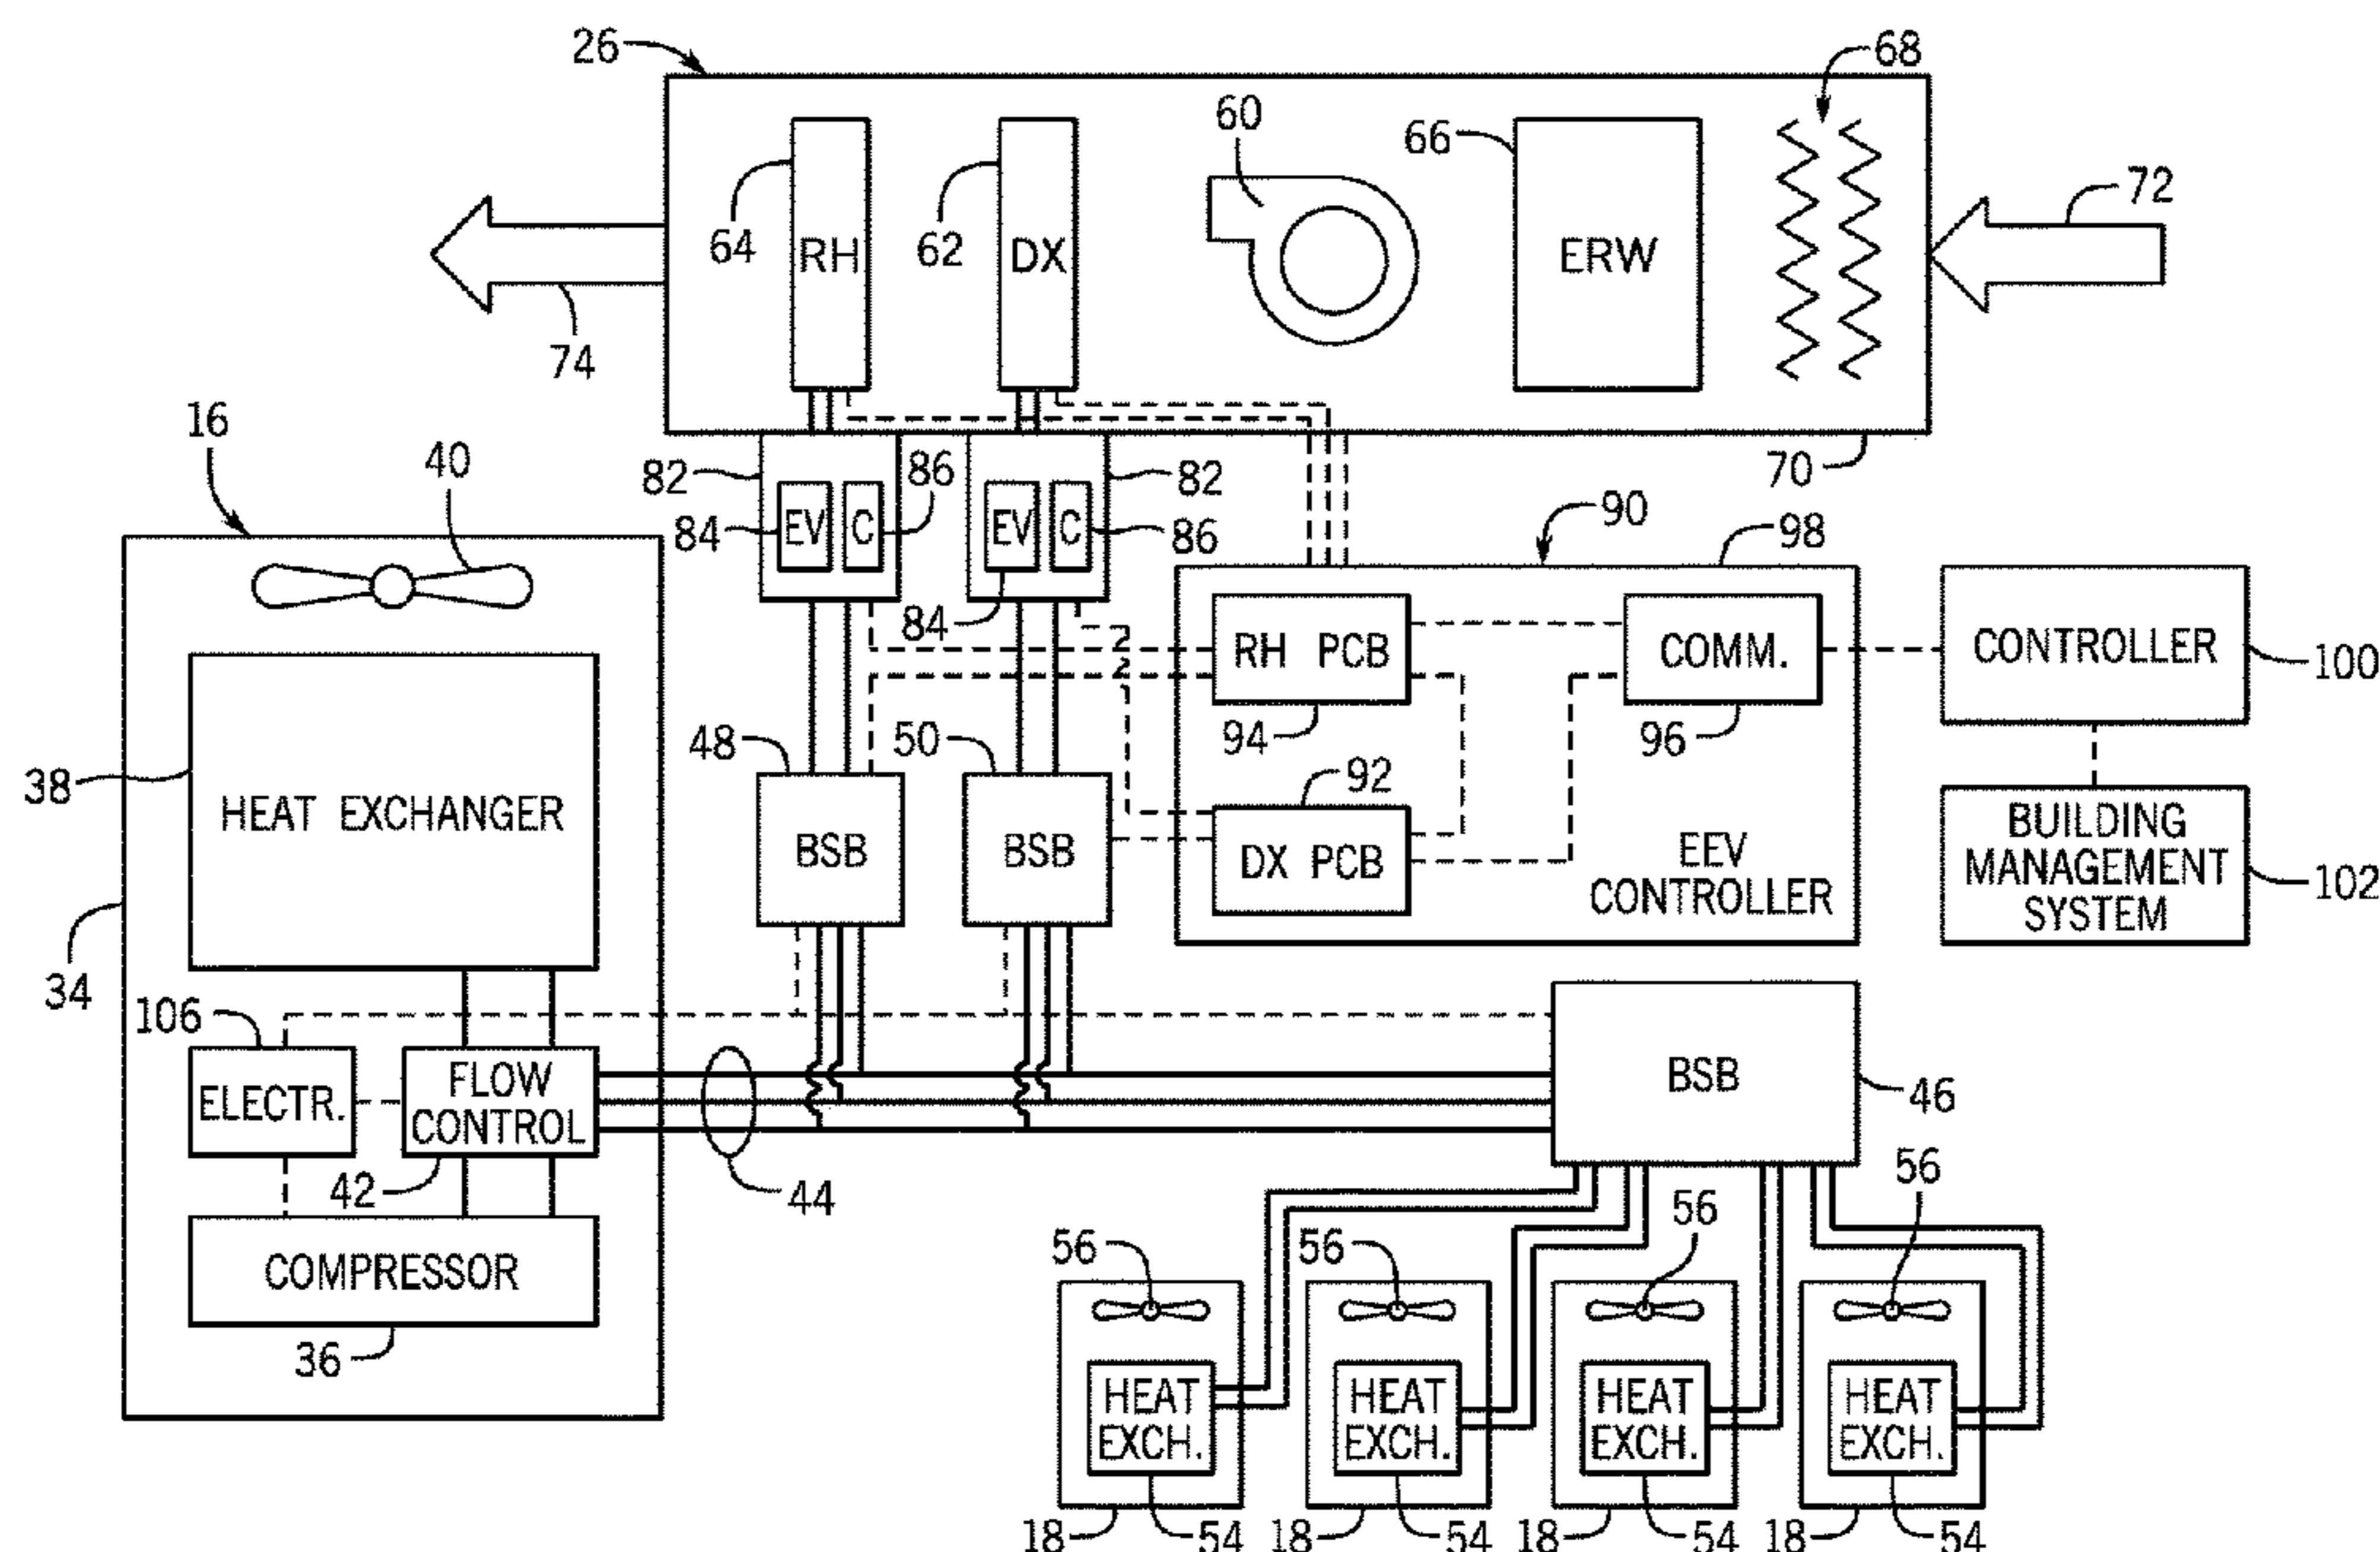 26
68
60
66
72
64
RH
62
DX
ERW
74
70
16
40
82
86
82
84
EV
C
EV
C
86
84
90
98
RH PCB
COMM.
CONTROLLER
100
94
96
48
50
92
38
HEAT EXCHANGER
BSB
BSB
DX PCB
EEV
CONTROLLER
BUILDING
MANAGEMENT
SYSTEM
102
34
106
ELECTR.
FLOW
CONTROL
BSB
46
42
44
COMPRESSOR
36
56
56
56
56
HEAT
EXCH.
HEAT
EXCH.
HEAT
EXCH.
HEAT
EXCH.
18
54
18
54
18
54
18
54